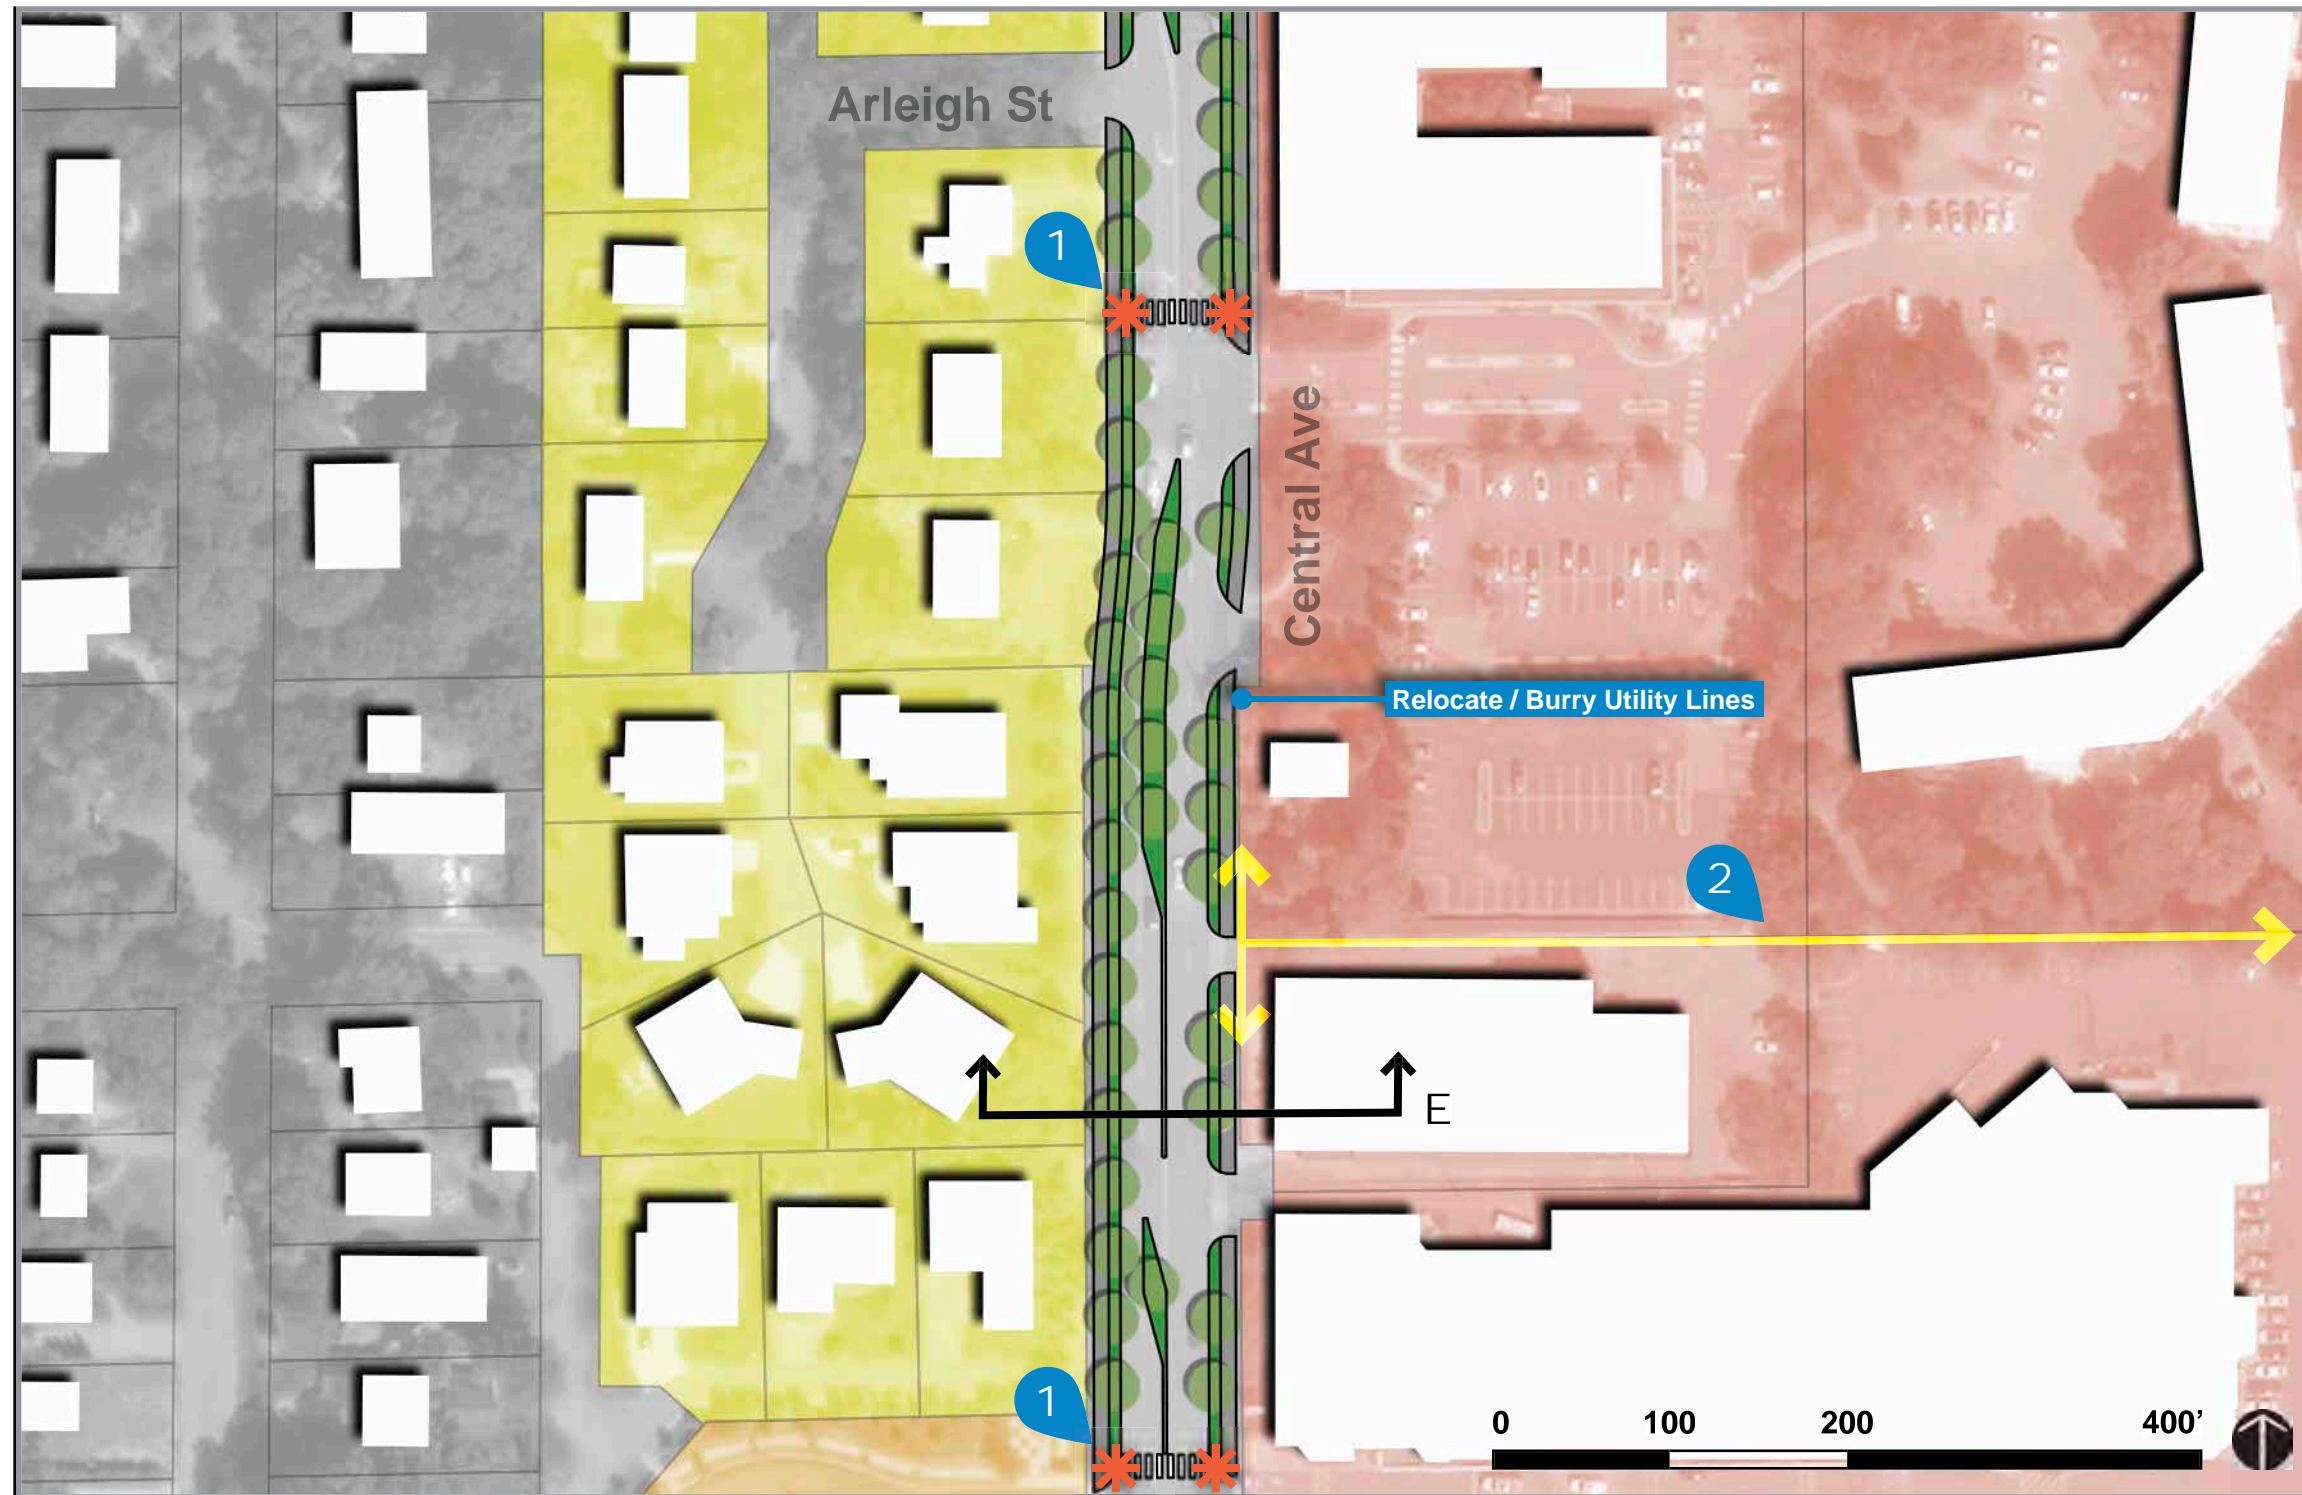 Arleigh St
1
Central Ave
Relocate / Burry Utility Lines
2
E
1
0 100 200 400’